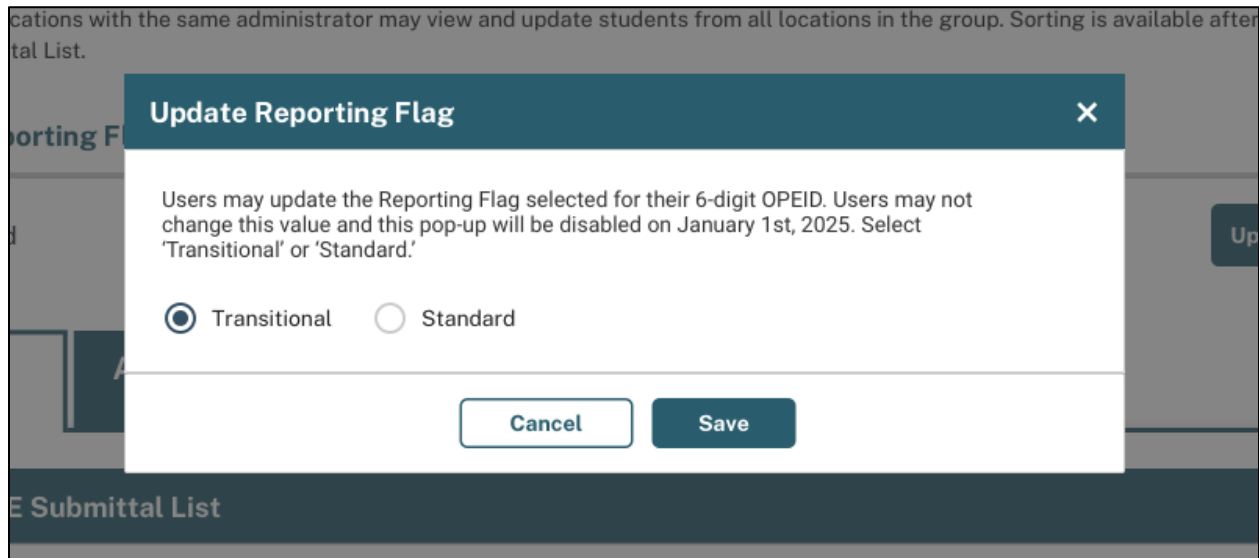 cations with the same administrator may view and update students from all locations in the group. Sorting is available after
tal List.
Update Reporting Flag
orting F
Users may update the Reporting Flag selected for their 6-digit OPEID. Users may not
change this value and this pop-up will be disabled on January 1st, 2025. Select
‘Transitional’ or ‘Standard.’
d
Up
Transitional Standard
A
Cancel Save
E Submittal List